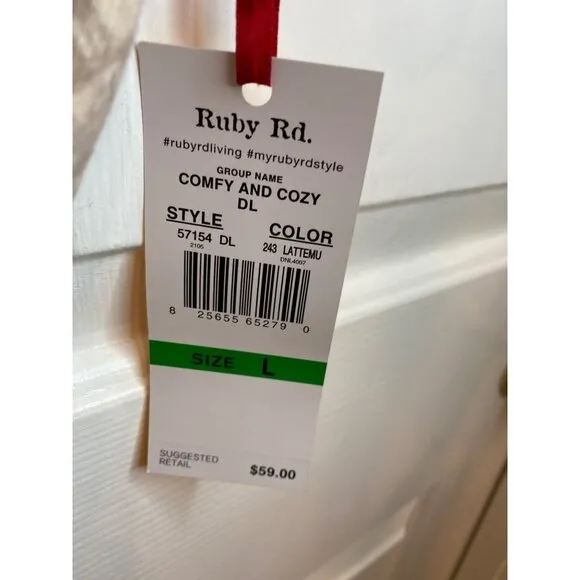 Ruby Rd.
#rubyrdliving #myrubyrdstyle
GROUP NAME
COMFY AND COZY
DL
STYLE COLOR
57154 DL 243 LATTEMU
2105 DNL4007
8 25655 65279 0
SIZE L
SUGGESTED
RETAIL $59.00